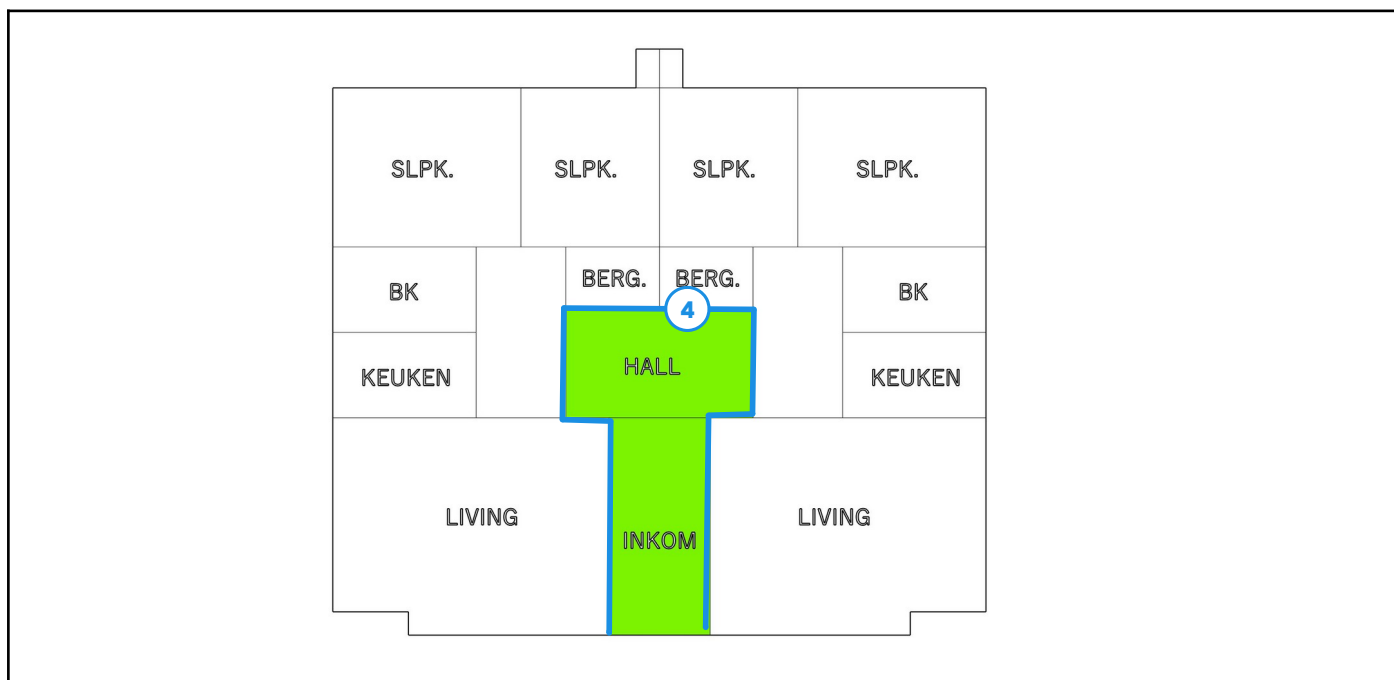 SLPK. SLPK. SLPK. SLPK.
BK BERG. BERG. BK
4
KEUKEN HALL KEUKEN
LIVING INKOM LIVING